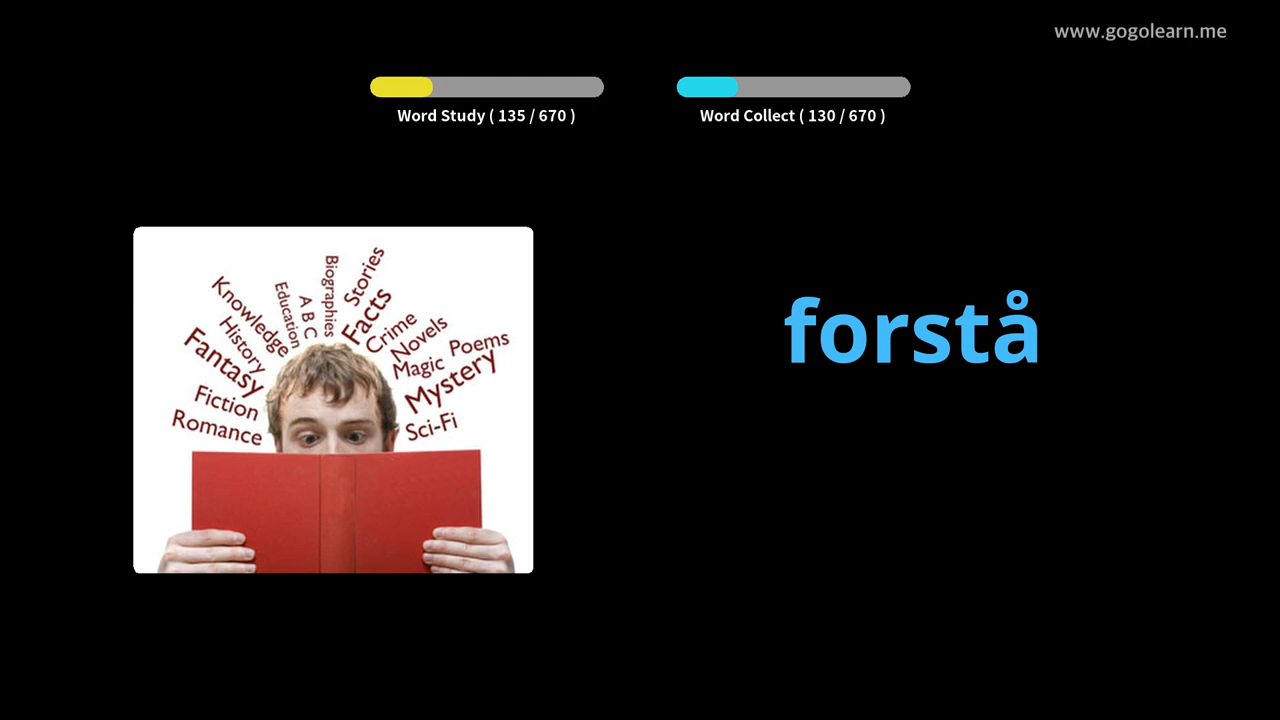 www.gogolearn.me
Word Study ( 135 / 670 )
Word Collect ( 130 / 670 )
forstå
Biographies
Stories
Knowledge
Education
A B C
Facts
History
Crime
Novels
Fantasy
Magic
Poems
Mystery
Fiction
Romance
Sci-Fi